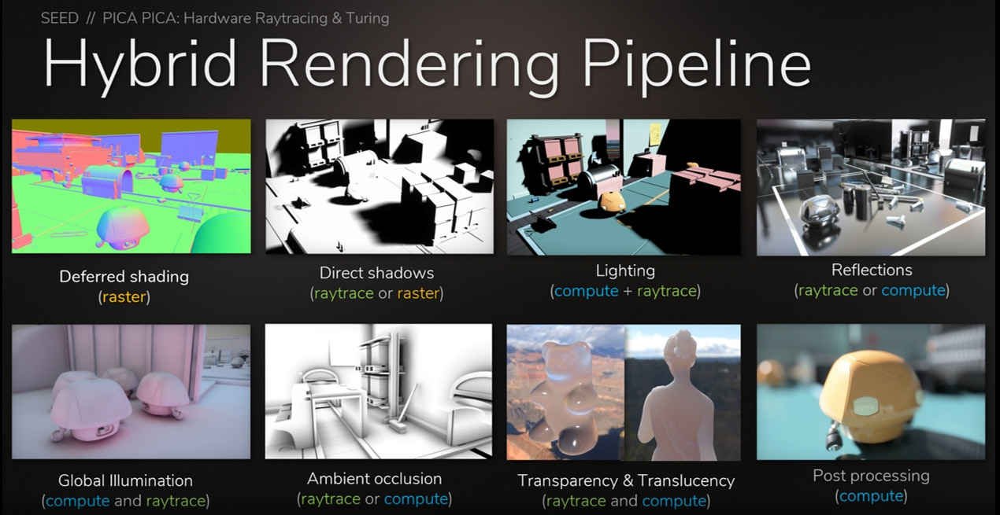 SEED // PICA PICA: Hardware Raytracing & Turing
Hybrid Rendering Pipeline
Deferred shading
(raster)
Direct shadows
(raytrace or raster)
Lighting
(compute + raytrace)
Reflections
(raytrace or compute)
Global Illumination
(compute and raytrace)
Ambient occlusion
(raytrace or compute)
Transparency & Translucency
(raytrace and compute)
Post processing
(compute)